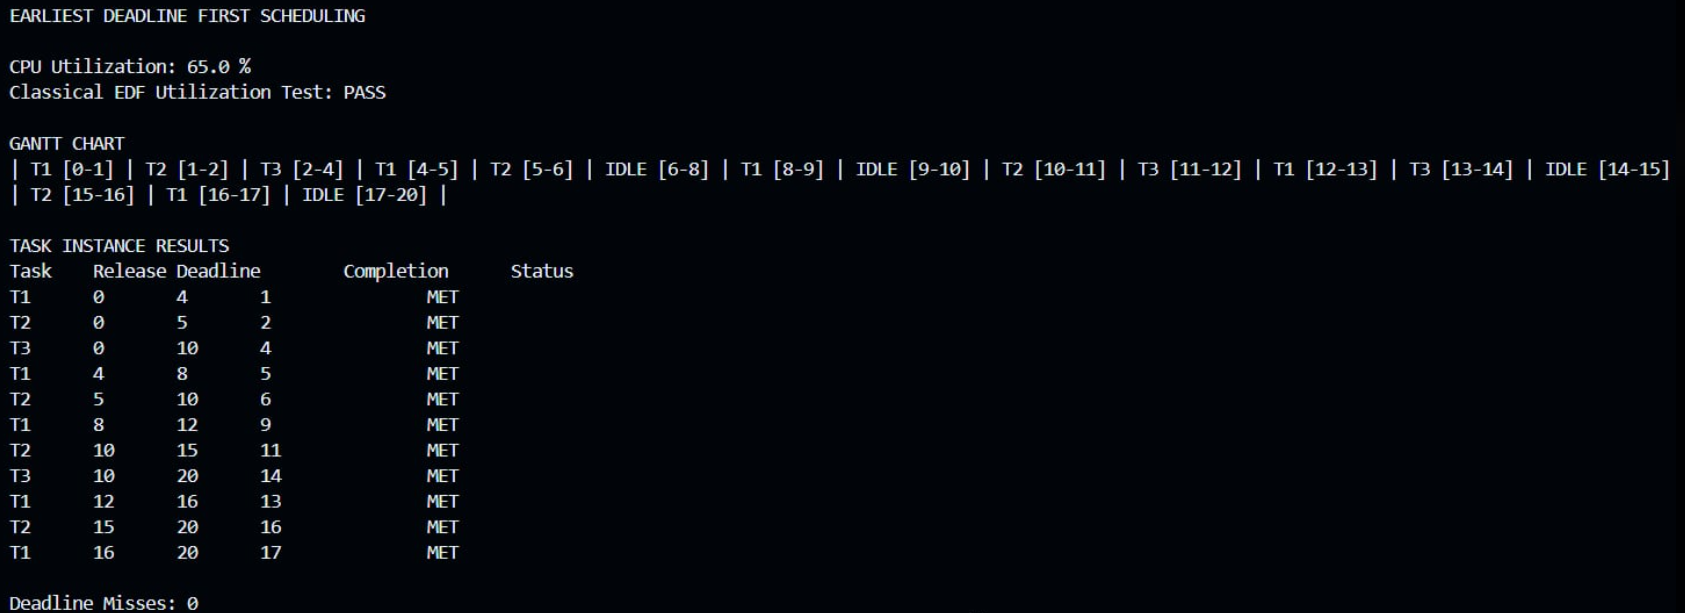 EARLIEST DEADLINE FIRST SCHEDULING
CPU Utilization: 65.0 %
Classical EDF Utilization Test: PASS
GANTT CHART
| T1 [0-1] | T2 [1-2] | T3 [2-4] | T1 [4-5] | T2 [5-6] | IDLE [6-8] | T1 [8-9] | IDLE [9-10] | T2 [10-11] | T3 [11-12] | T1 [12-13] | T3 [13-14] | IDLE [14-15]
| T2 [15-16] | T1 [16-17] | IDLE [17-20] |
TASK INSTANCE RESULTS
Task Release Deadline Completion Status
T1 0 4 1 MET
T2 0 5 2 MET
T3 0 10 4 MET
T1 4 8 5 MET
T2 5 10 6 MET
T1 8 12 9 MET
T2 10 15 11 MET
T3 10 20 14 MET
T1 12 16 13 MET
T2 15 20 16 MET
T1 16 20 17 MET
Deadline Misses: 0